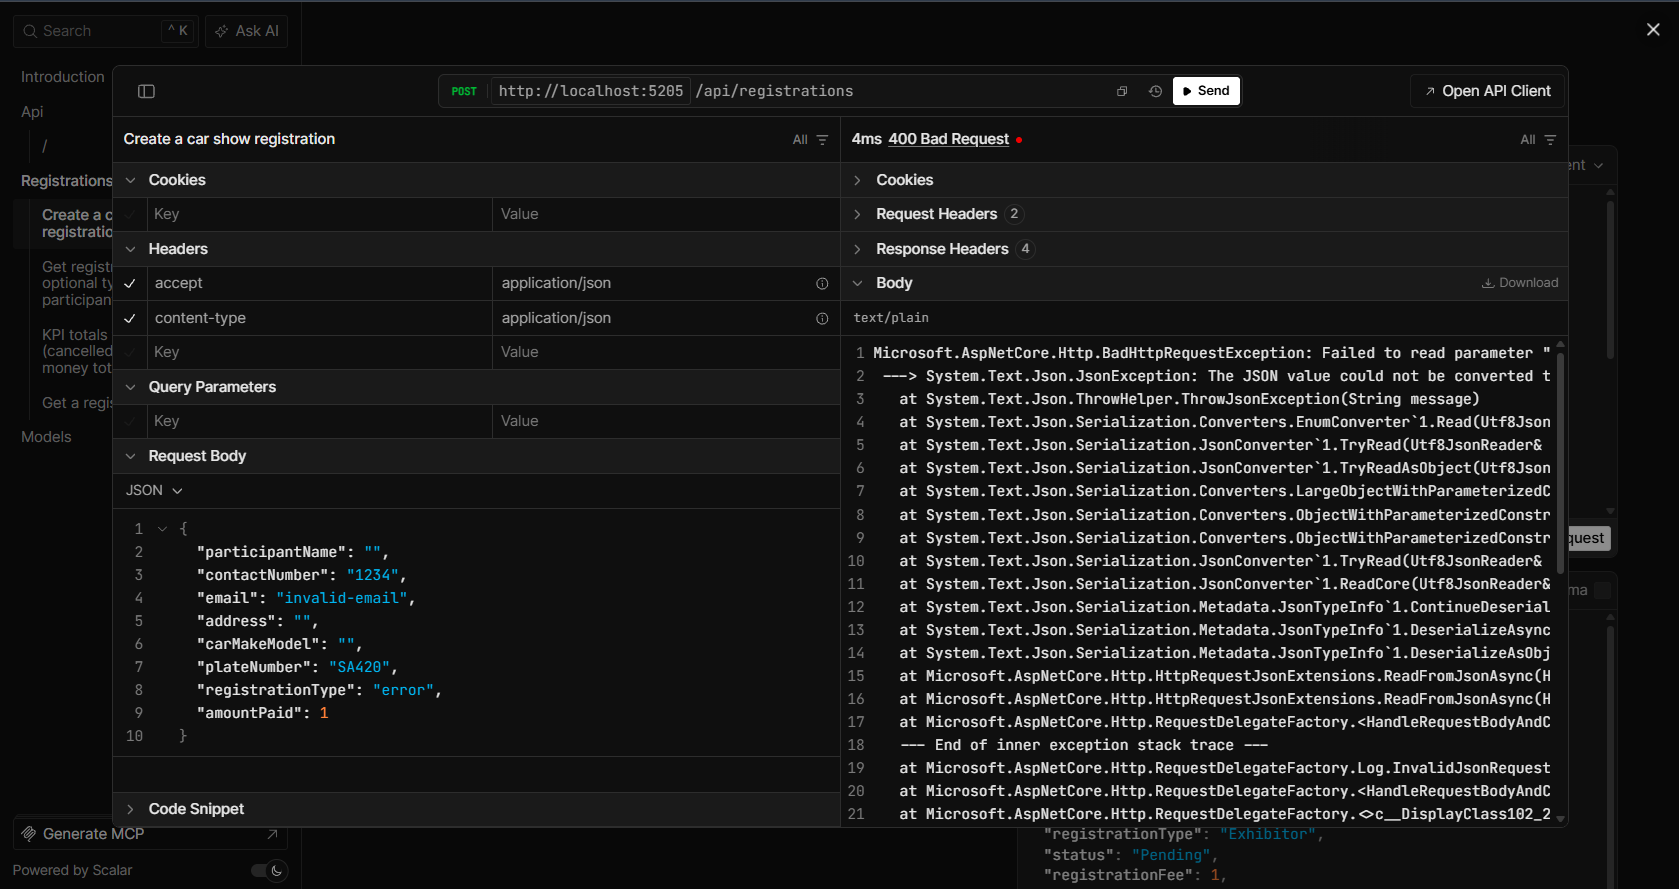 Search
^ K
Ask AI
Introduction
Api
/
Registrations
Create a c
registratio
Get regist
optional ty
participan
KPI totals
(cancelled
money tot
Get a regis
Models
Generate MCP
Powered by Scalar
POST
http://localhost:5205
/api/registrations
Send
Open API Client
Create a car show registration
All
Cookies
Key
Value
Headers
accept
application/json
content-type
application/json
Key
Value
Query Parameters
Key
Value
Request Body
JSON
1 {
2 "participantName": "",
3 "contactNumber": "1234",
4 "email": "invalid-email",
5 "address": "",
6 "carMakeModel": "",
7 "plateNumber": "SA420",
8 "registrationType": "error",
9 "amountPaid": 1
10 }
Code Snippet
4ms 400 Bad Request
All
Cookies
Request Headers 2
Response Headers 4
Body
Download
text/plain
1 Microsoft.AspNetCore.Http.BadHttpRequestException: Failed to read parameter "
2 ---> System.Text.Json.JsonException: The JSON value could not be converted t
3 at System.Text.Json.ThrowHelper.ThrowJsonException(String message)
4 at System.Text.Json.Serialization.Converters.EnumConverter`1.Read(Utf8Json
5 at System.Text.Json.Serialization.JsonConverter`1.TryRead(Utf8JsonReader&
6 at System.Text.Json.Serialization.JsonConverter`1.TryReadAsObject(Utf8Json
7 at System.Text.Json.Serialization.Converters.LargeObjectWithParameterizedC
8 at System.Text.Json.Serialization.Converters.ObjectWithParameterizedConstr
9 at System.Text.Json.Serialization.Converters.ObjectWithParameterizedConstr
10 at System.Text.Json.Serialization.JsonConverter`1.TryRead(Utf8JsonReader&
11 at System.Text.Json.Serialization.JsonConverter`1.ReadCore(Utf8JsonReader&
12 at System.Text.Json.Serialization.Metadata.JsonTypeInfo`1.ContinueDeserial
13 at System.Text.Json.Serialization.Metadata.JsonTypeInfo`1.DeserializeAsync
14 at System.Text.Json.Serialization.Metadata.JsonTypeInfo`1.DeserializeAsObj
15 at Microsoft.AspNetCore.Http.HttpRequestJsonExtensions.ReadFromJsonAsync(H
16 at Microsoft.AspNetCore.Http.HttpRequestJsonExtensions.ReadFromJsonAsync(H
17 at Microsoft.AspNetCore.Http.RequestDelegateFactory.<HandleRequestBodyAndC
18 --- End of inner exception stack trace ---
19 at Microsoft.AspNetCore.Http.RequestDelegateFactory.Log.InvalidJsonRequest
20 at Microsoft.AspNetCore.Http.RequestDelegateFactory.<HandleRequestBodyAndC
21 at Microsoft.AspNetCore.Http.RequestDelegateFactory.<>c__DisplayClass102_2
ent
quest
ma
"registrationType": "Exhibitor",
"status": "Pending",
"registrationFee": 1,